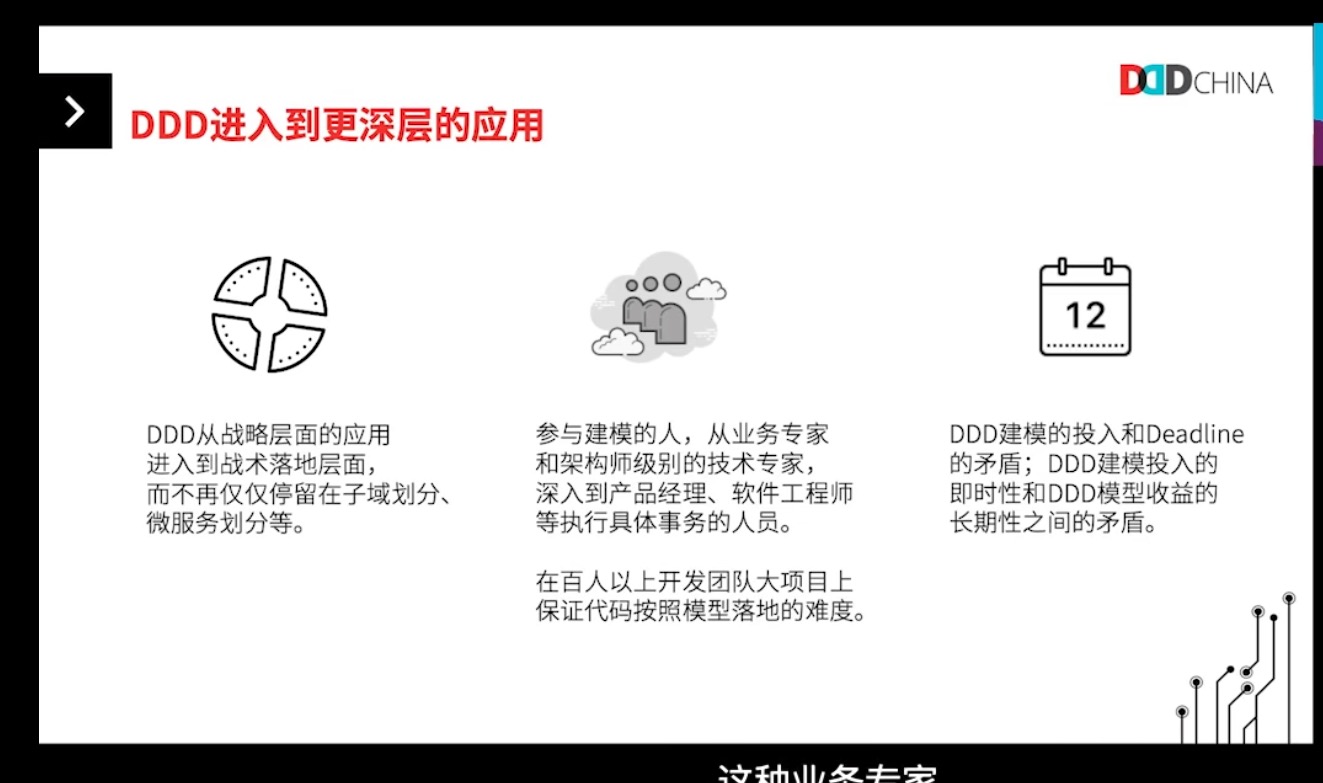 DDDCHINA
DDD进入到更深层的应用
12
DDD从战略层面的应用
进入到战术落地层面，
而不再仅仅停留在子域划分、
微服务划分等。
参与建模的人，从业务专家
和架构师级别的技术专家，
深入到产品经理、软件工程师
等执行具体事务的人员。
在百人以上开发团队大项目上
保证代码按照模型落地的难度。
DDD建模的投入和Deadline
的矛盾；DDD建模投入的
即时性和DDD模型收益的
长期性之间的矛盾。
这种业务专家